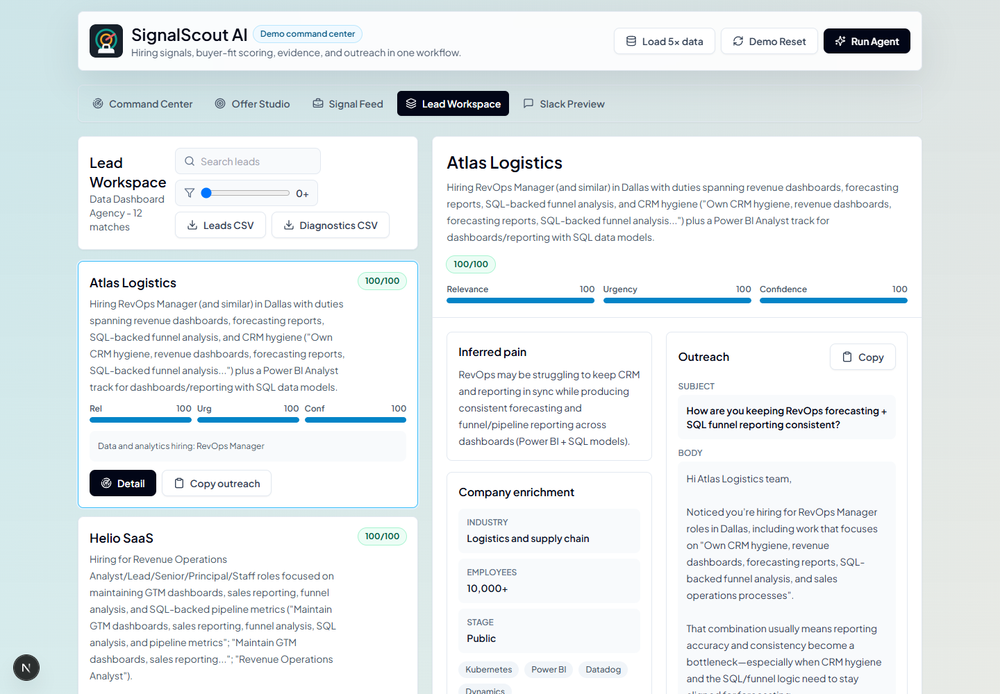 SignalScout AI
Demo command center
Hiring signals, buyer-fit scoring, evidence, and outreach in one workflow.
Load 5x data
Demo Reset
Run Agent
Command Center
Offer Studio
Signal Feed
Lead Workspace
Slack Preview
Lead
Workspace
Data Dashboard
Agency - 12
matches
Search leads
0+
Leads CSV
Diagnostics CSV
Atlas Logistics
100/100
Hiring RevOps Manager (and similar) in Dallas with duties
spanning revenue dashboards, forecasting reports,
SQL-backed funnel analysis, and CRM hygiene ("Own
CRM hygiene, revenue dashboards, forecasting reports,
SQL-backed funnel analysis...") plus a Power BI Analyst
track for dashboards/reporting with SQL data models.
Rel 100 Urg 100 Conf 100
Data and analytics hiring: RevOps Manager
Detail
Copy outreach
Helio SaaS
100/100
Hiring for Revenue Operations
Analyst/Lead/Senior/Principal/Staff roles focused on
maintaining GTM dashboards, sales reporting, funnel
analysis, and SQL-backed pipeline metrics ("Maintain
GTM dashboards, sales reporting, funnel analysis, SQL
analysis, and pipeline metrics"; "Maintain GTM
dashboards, sales reporting..."; "Revenue Operations
Analyst").
Atlas Logistics
Hiring RevOps Manager (and similar) in Dallas with duties spanning revenue dashboards, forecasting
reports, SQL-backed funnel analysis, and CRM hygiene ("Own CRM hygiene, revenue dashboards,
forecasting reports, SQL-backed funnel analysis...") plus a Power BI Analyst track for
dashboards/reporting with SQL data models.
100/100
Relevance 100 Urgency 100 Confidence 100
Inferred pain
RevOps may be struggling to keep CRM
and reporting in sync while producing
consistent forecasting and
funnel/pipeline reporting across
dashboards (Power BI + SQL models).
Company enrichment
INDUSTRY
Logistics and supply chain
EMPLOYEES
10,000+
STAGE
Public
Kubernetes
Power BI
Datadog
Dynamics
Outreach
Copy
SUBJECT
How are you keeping RevOps forecasting +
SQL funnel reporting consistent?
BODY
Hi Atlas Logistics team,
Noticed you're hiring for RevOps Manager
roles in Dallas, including work that focuses
on "Own CRM hygiene, revenue
dashboards, forecasting reports, SQL-
backed funnel analysis, and sales
operations processes".
That combination usually means reporting
accuracy and consistency become a
bottleneck—especially when CRM hygiene
and the SQL/funnel logic need to stay
aligned for forecasting.
N